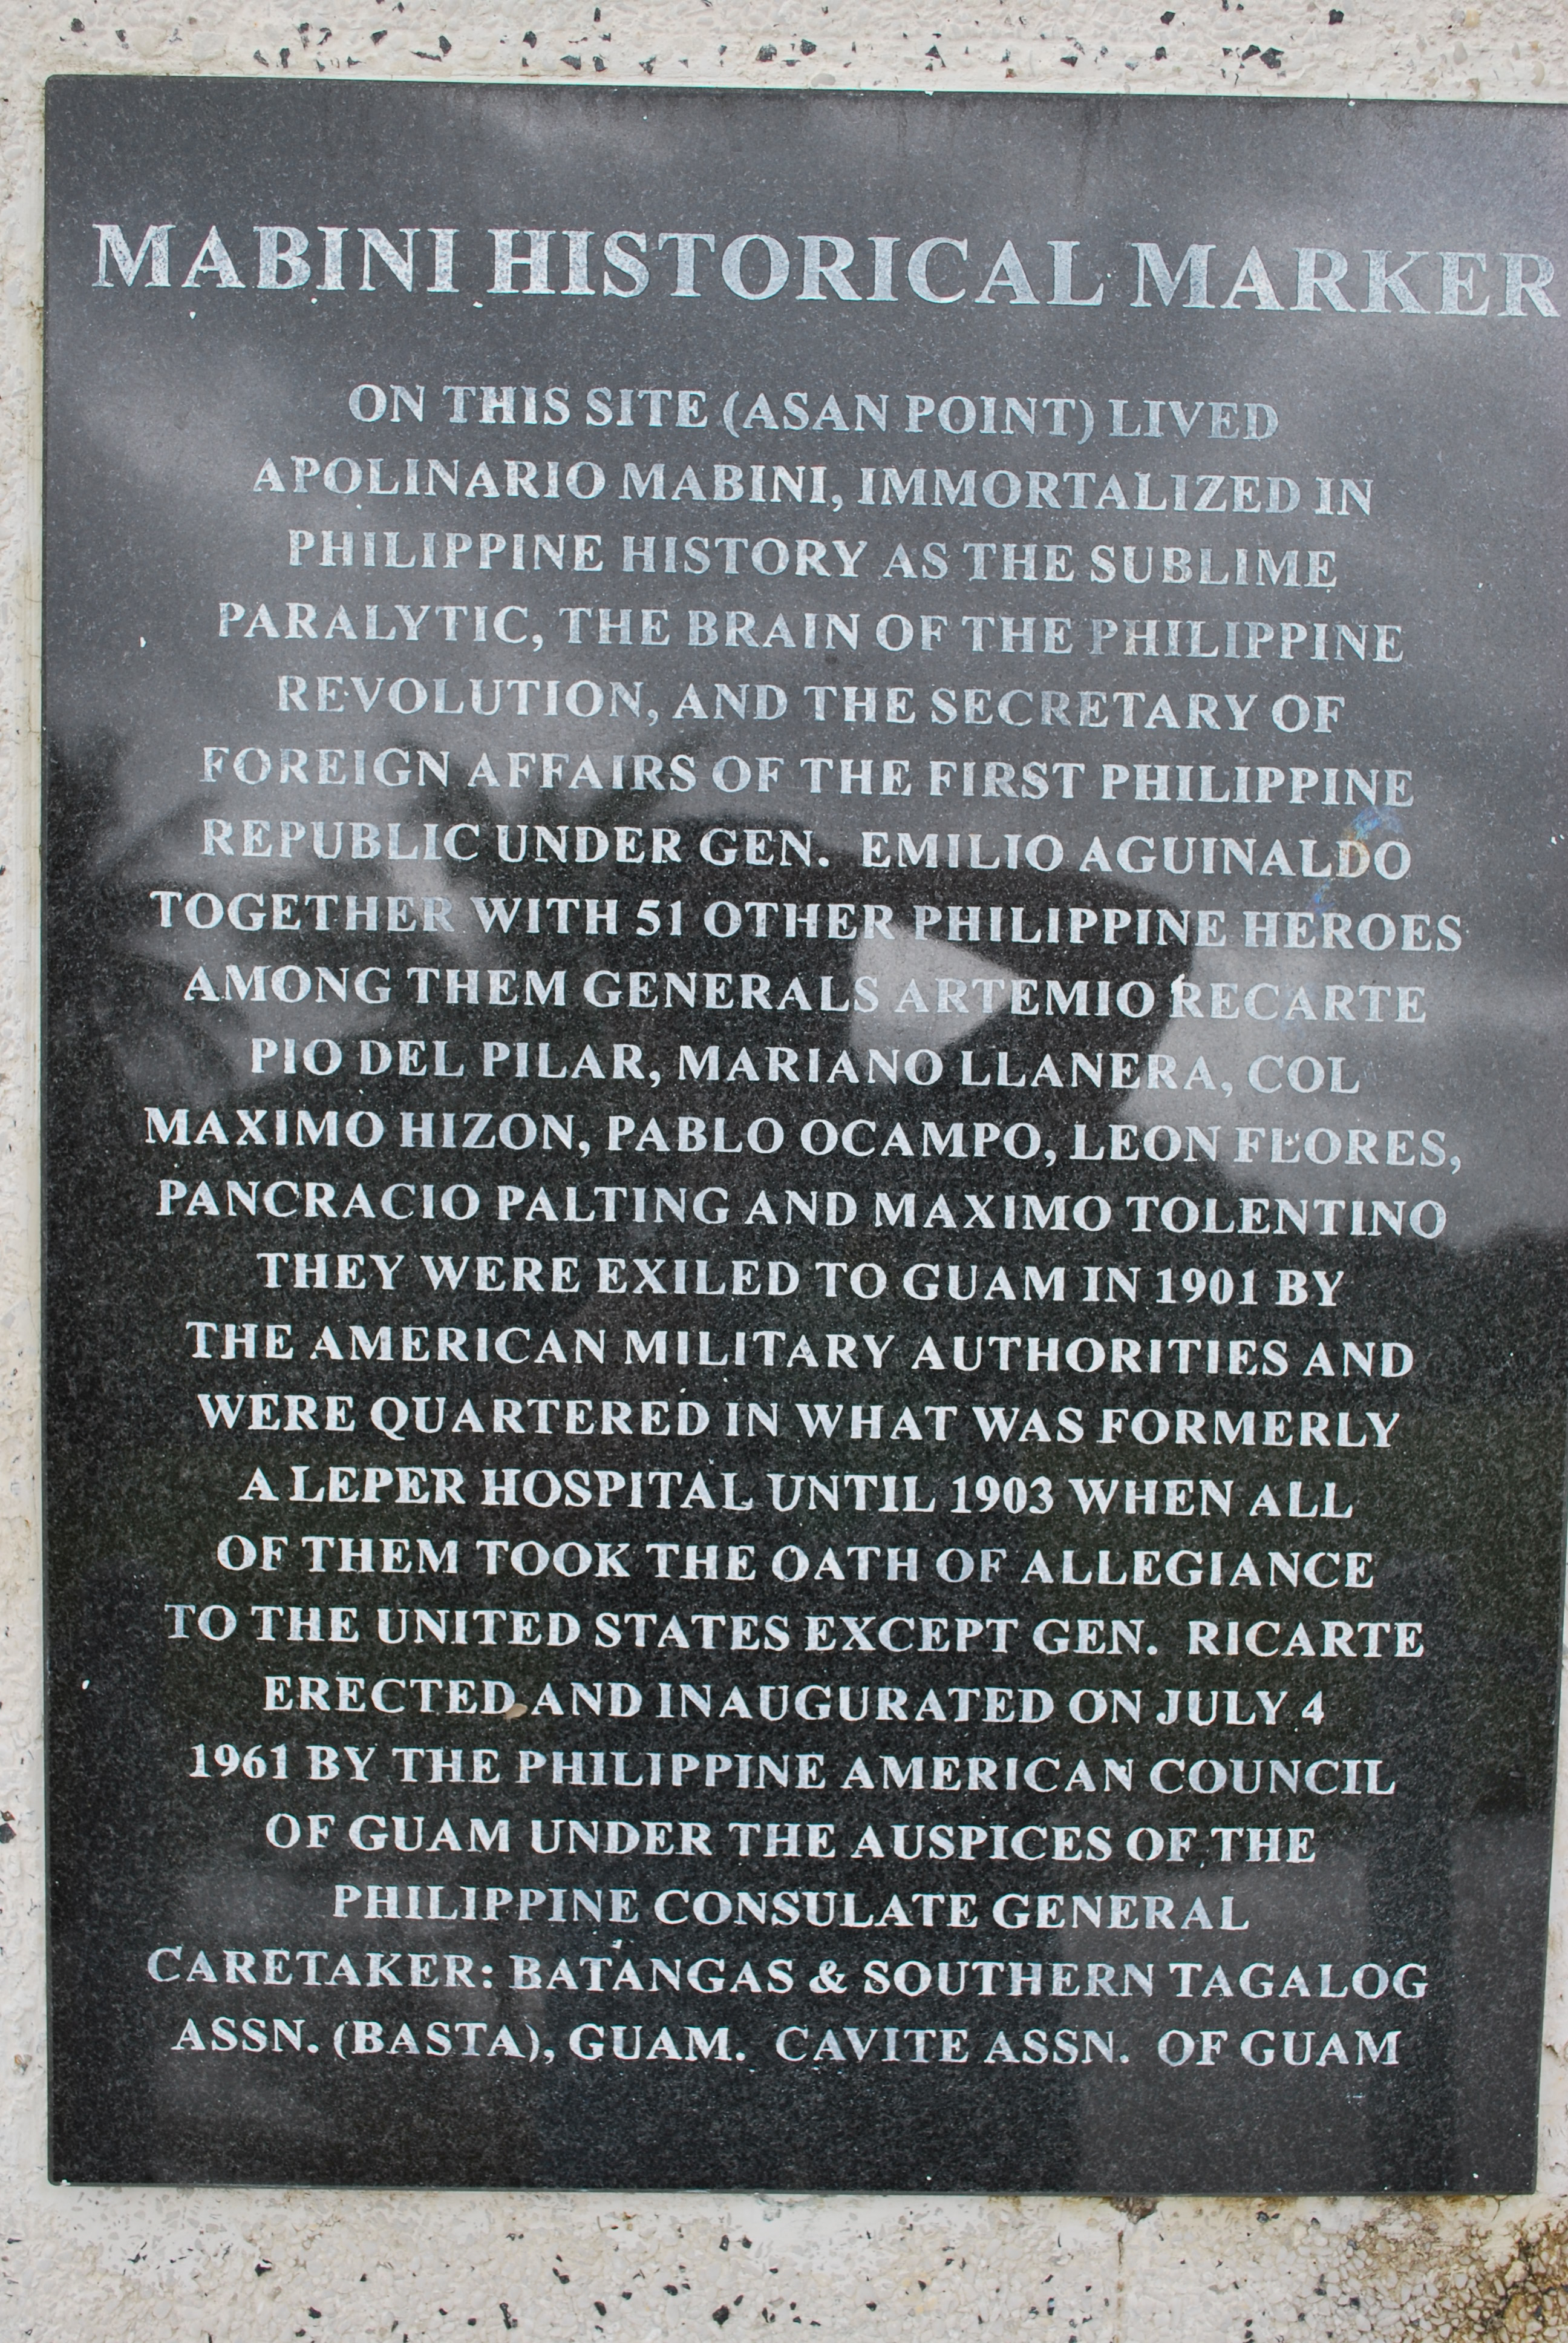 MABINI HISTORICAL MARKER
ON THIS SITE (ASAN POINT) LIVED
APOLINARIO MABINI, IMMORTALIZED IN
PHILIPPINE HISTORY AS THE SUBLIME
PARALYTIC, THE BRAIN OF THE PHILIPPINE
REVOLUTION, AND THE SECRETARY OF
FOREIGN AFFAIRS OF THE FIRST PHILIPPINE
REPUBLIC UNDER GEN. EMILIO AGUINALDO
TOGETHER WITH 51 OTHER PHILIPPINE HEROES
AMONG THEM GENERALS ARTEMIO RECARTE
PIO DEL PILAR, MARIANO LLANERA, COL
MAXIMO HIZON, PABLO OCAMPO, LEON FLORES,
PANCRACIO PALTING AND MAXIMO TOLENTINO
THEY WERE EXILED TO GUAM IN 1901 BY
THE AMERICAN MILITARY AUTHORITIES AND
WERE QUARTERED IN WHAT WAS FORMERLY
A LEPER HOSPITAL UNTIL 1903 WHEN ALL
OF THEM TOOK THE OATH OF ALLEGIANCE
TO THE UNITED STATES EXCEPT GEN. RICARTE
ERECTED AND INAUGURATED ON JULY 4
1961 BY THE PHILIPPINE AMERICAN COUNCIL
OF GUAM UNDER THE AUSPICES OF THE
PHILIPPINE CONSULATE GENERAL
CARETAKER: BATANGAS & SOUTHERN TAGALOG
ASSN. (BASTA), GUAM. CAVITE ASSN. OF GUAM